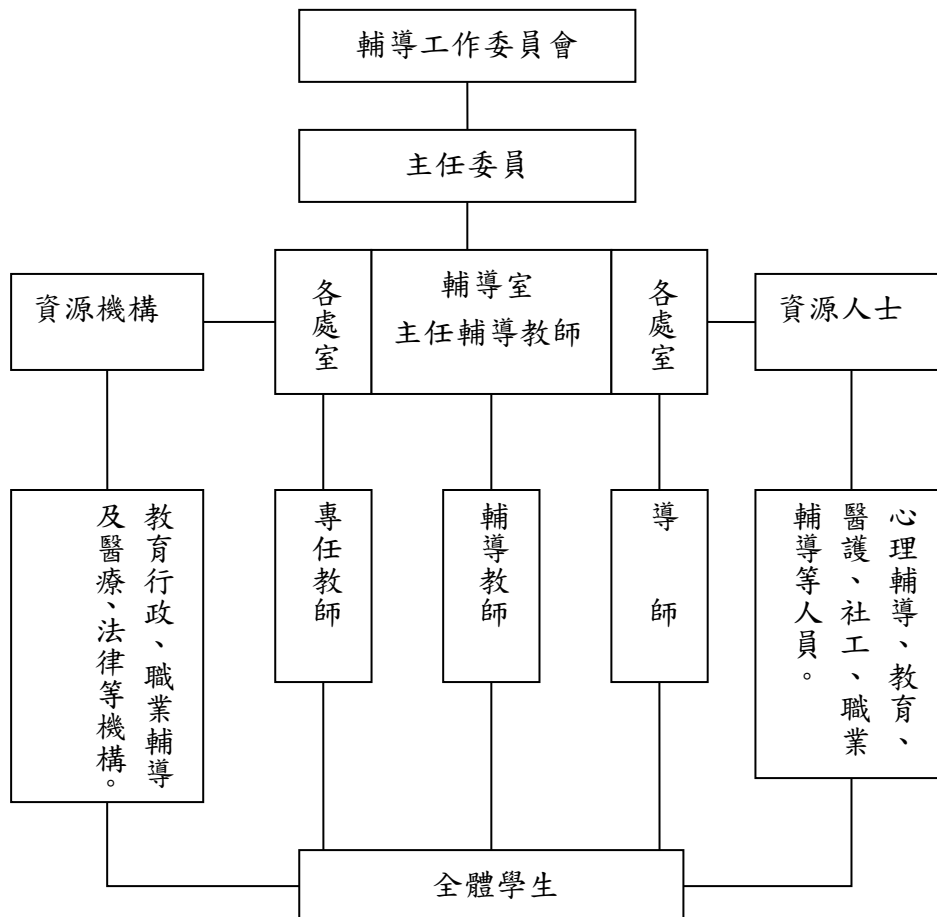 輔導工作委員會
主任委員
資源機構
各處室
輔導室
主任輔導教師
各處室
資源人士
教育行政、職業輔導
及醫療、法律等機構。
專任教師
輔導教師
導師
心理輔導、教育、
醫護、社工、職業
輔導等人員。
全體學生